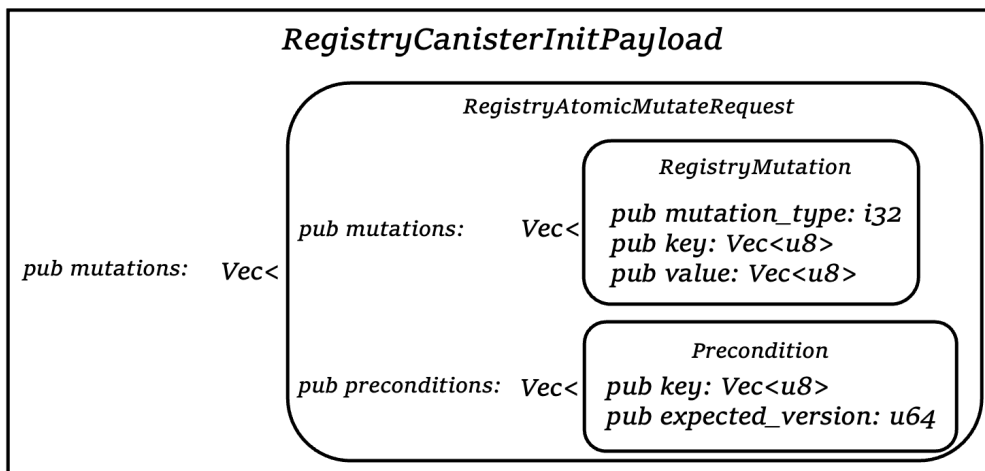 RegistryCanisterInitPayload
RegistryAtomicMutateRequest
RegistryMutation
pub mutation_type: i32
pub mutations: Vec<
pub key: Vec<u8>
pub value: Vec<u8>
pub mutations: Vec<
Precondition
pub preconditions: Vec<
pub key: Vec<u8>
pub expected_version: u64